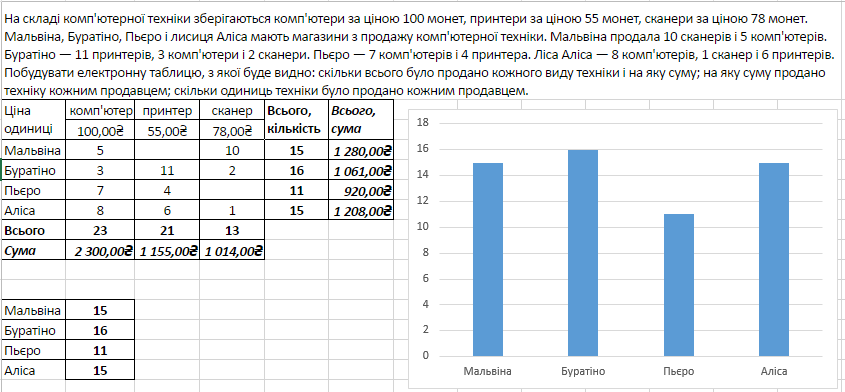 На складі комп'ютерної техніки зберігаються комп'ютери за ціною 100 монет, принтери за ціною 55 монет, сканери за ціною 78 монет.
Мальвіна, Буратіно, Пьєро і лисиця Аліса мають магазини з продажу комп'ютерної техніки. Мальвіна продала 10 сканерів і 5 комп'ютерів.
Буратіно — 11 принтерів, 3 комп'ютери і 2 сканери. Пьєро — 7 комп'ютерів і 4 принтера. Ліса Аліса — 8 комп'ютерів, 1 сканер і 6 принтерів.
Побудувати електронну таблицю, з якої буде видно: скільки всього було продано кожного виду техніки і на яку суму; на яку суму продано
техніку кожним продавцем; скільки одиниць техніки було продано кожним продавцем.
Ціна одиниці комп'ютер принтер сканер Всього, кількість Всього, сума
100,00₴ 55,00₴ 78,00₴
Мальвіна 5 10 15 1 280,00₴
Буратіно 3 11 2 16 1 061,00₴
Пьєро 7 4 11 920,00₴
Аліса 8 6 1 15 1 208,00₴
Всього 23 21 13
Сума 2 300,00₴ 1 155,00₴ 1 014,00₴
Мальвіна 15
Буратіно 16
Пьєро 11
Аліса 15
18
16
14
12
10
8
6
4
2
0
Мальвіна Буратіно Пьєро Аліса